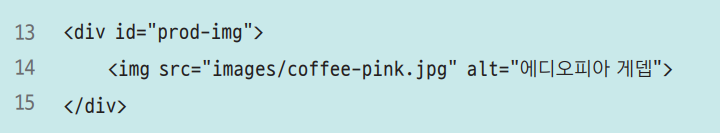 13 <div id="prod-img">
14     <img src="images/coffee-pink.jpg" alt="에디오피아 게뎁">
15 </div>